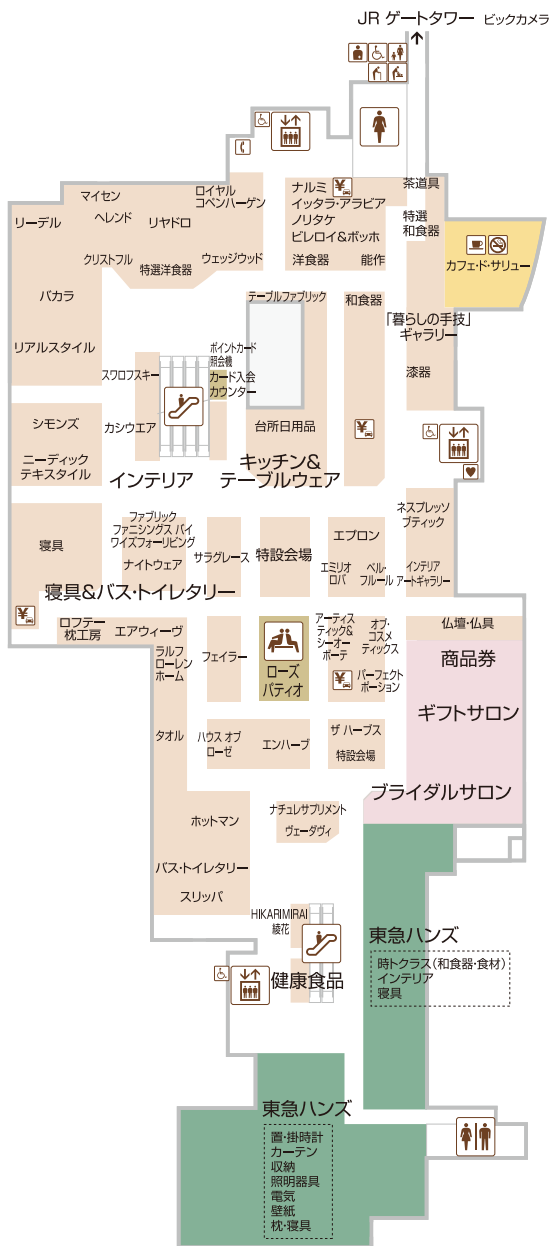 JR ゲートタワー ビックカメラ
マイセン
ロイヤル
コペンハーゲン
リーデル
ヘレンド
リヤドロ
クリストフル
特選洋食器
ウェッジウッド
バカラ
リアルスタイル
ナルミ
イッタラ・アラビア
ノリタケ
ビレロイ&ボッホ
洋食器
能作
茶道具
特選
和食器
カフェ・ド・サリュー
テーブルファブリック
和食器
「暮らしの手技」
ギャラリー
漆器
スワロフスキー
ポイントカード
照会機
カード入会
カウンター
カシウエア
台所日用品
シモンズ
ニーディック
テキスタイル
インテリア
キッチン&
テーブルウェア
ネスプレッソ
ブティック
寝具
ファブリック
ファニシングス バイ
ワイズフォーリビング
ナイトウェア
サラグレース
特設会場
エプロン
エミリオ
ロバ
ベル・
フルール
インテリア
アートギャラリー
寝具&バス・トイレタリー
ロフテー
枕工房
エアウィーヴ
ラルフ
ローレン
ホーム
フェイラー
ローズ
パティオ
アーティス
ティック&
シーオー
ボーテ
オブ・
コスメ
ティックス
パーフェクト
ポーション
仏壇・仏具
商品券
ギフトサロン
ブライダルサロン
タオル
ハウス オブ
ローゼ
エンハーブ
ザ ハーブス
特設会場
ホットマン
ナチュレサプリメント
ヴェーダヴィ
バス・トイレタリー
スリッパ
HIKARIMIRAI
綾花
健康食品
東急ハンズ
時トクラス(和食器・食材)
インテリア
寝具
東急ハンズ
置・掛時計
カーテン
収納
照明器具
電気
壁紙
枕・寝具